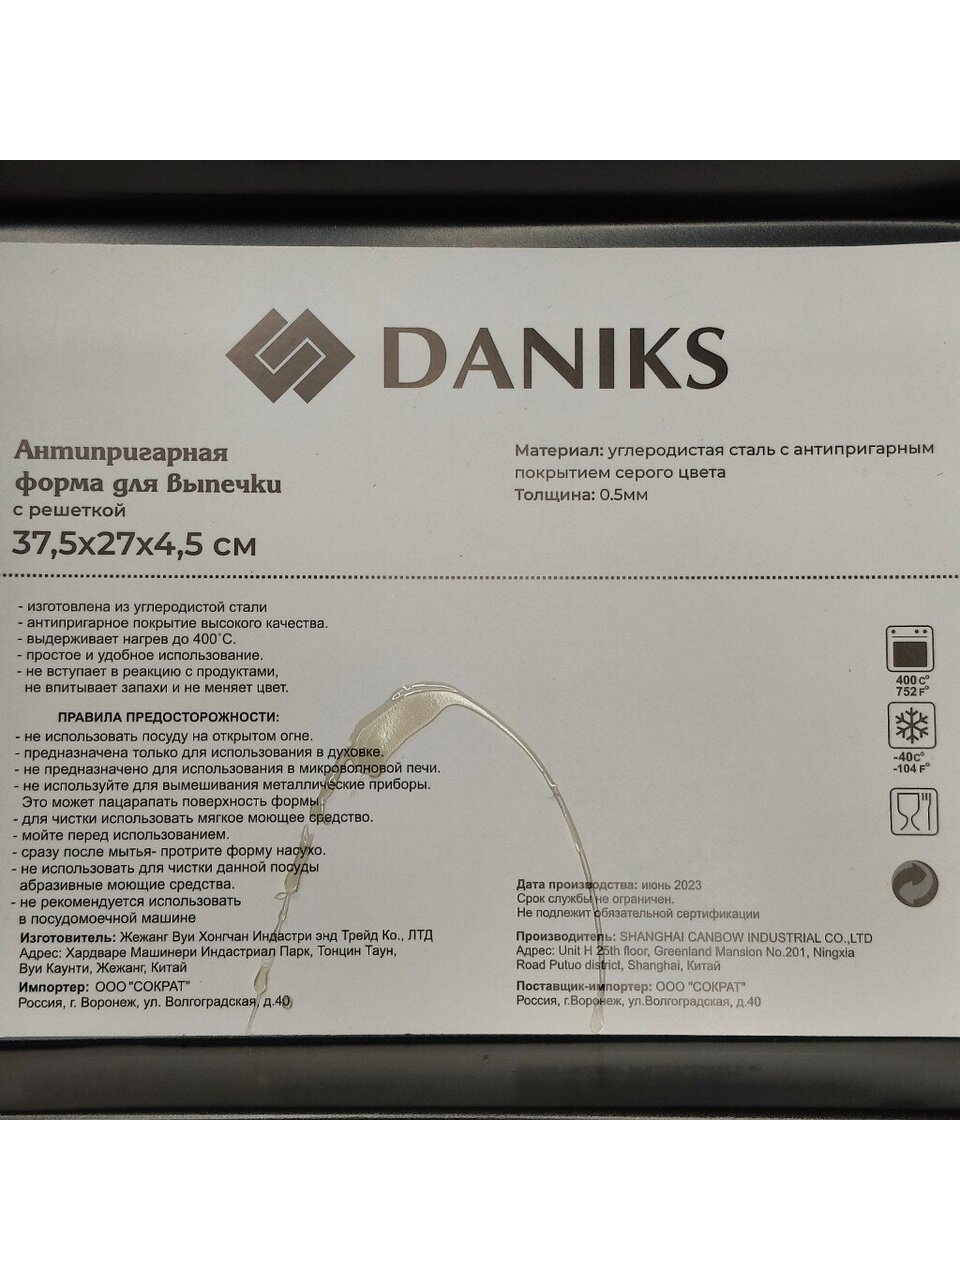 DANIKS
Антипригарная
форма для выпечки
с решеткой
37,5х27х4,5 см
Материал: углеродистая сталь с антипригарным
покрытием серого цвета
Толщина: 0.5мм
- изготовлена из углеродистой стали
- антипригарное покрытие высокого качества.
- выдерживает нагрев до 400°С.
- простое и удобное использование.
- не вступает в реакцию с продуктами,
не впитывает запахи и не меняет цвет.
ПРАВИЛА ПРЕДОСТОРОЖНОСТИ:
- не использовать посуду на открытом огне.
- предназначена только для использования в духовке.
- не предназначено для использования в микроволновой печи.
- не используйте для вымешивания металлические приборы.
Это может пацарапать поверхность формы.
- для чистки использовать мягкое моющее средство.
- мойте перед использованием.
- сразу после мытья- протрите форму насухо.
- не использовать для чистки данной посуды
абразивные моющие средства.
- не рекомендуется использовать
в посудомоечной машине
Изготовитель: Жежанг Вуи Хонгчан Индастри энд Трейд Ко., ЛТД
Адрес: Хардваре Машинери Индастриал Парк, Тонцин Таун,
Вуи Каунти, Жежанг, Китай
Импортер: ООО "СОКРАТ"
Россия, г. Воронеж, ул. Волгоградская, д.40
400 C°
752 F°
-40C°
-104 F°
Дата производства: июнь 2023
Срок службы не ограничен.
Не подлежит обязательной сертификации
Производитель: SHANGHAI CANBOW INDUSTRIAL CO.,LTD
Адрес: Unit H 25th floor, Greenland Mansion No.201, Ningxia
Road Putuo district, Shanghai, Китай
Поставщик-импортер: ООО "СОКРАТ"
Россия, г.Воронеж, ул.Волгоградская, д.40